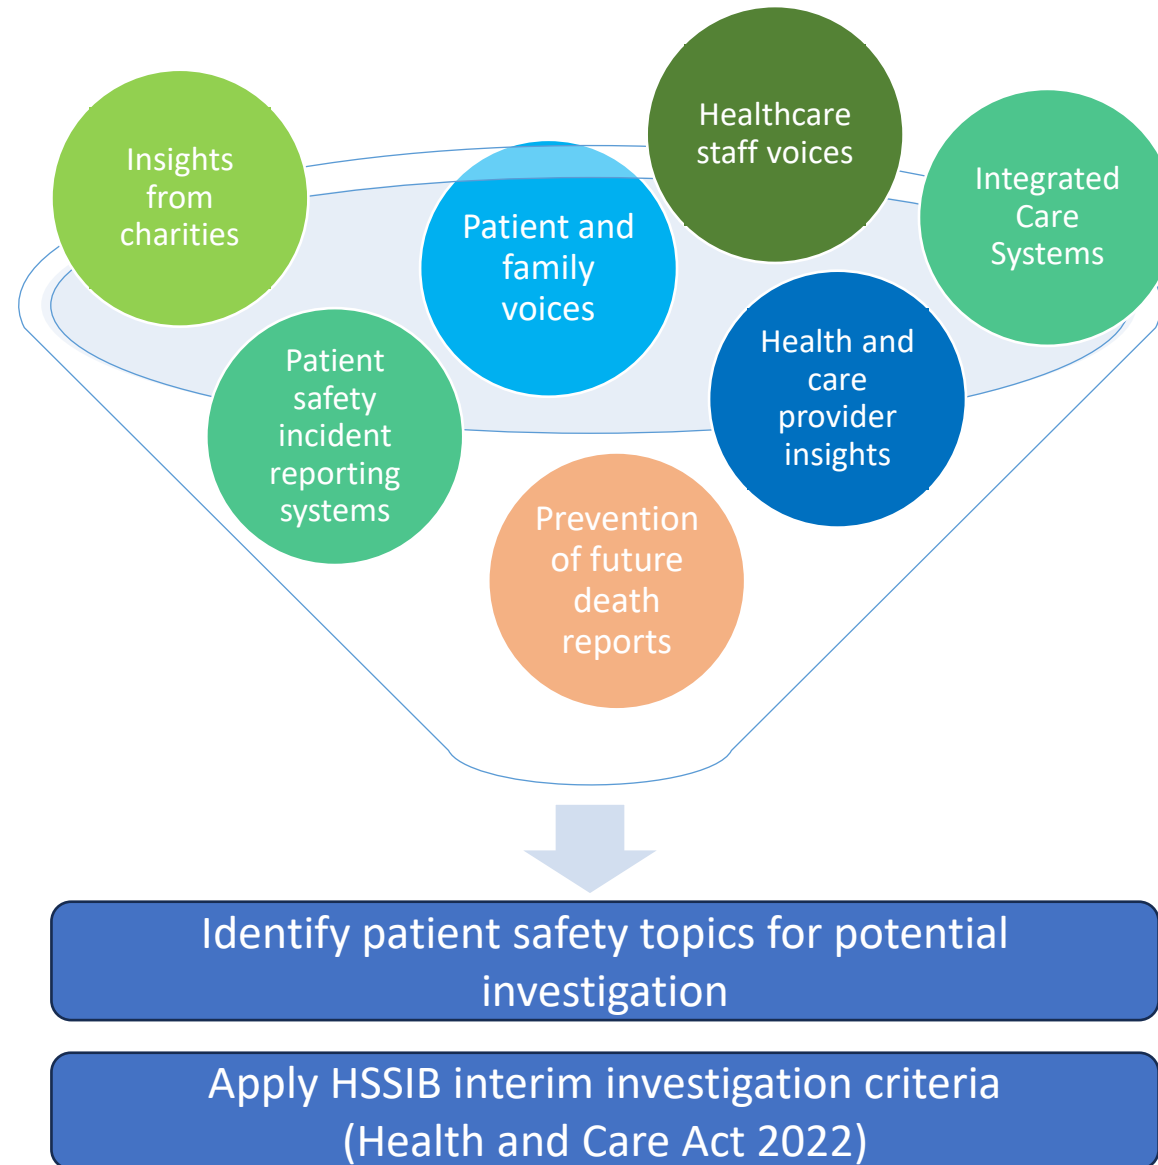 Insights
from
charities
Patient and
family
voices
Healthcare
staff voices
Integrated
Care
Systems
Patient
safety
incident
reporting
systems
Health and
care
provider
insights
Prevention
of future
death
reports
Identify patient safety topics for potential
investigation
Apply HSSIB interim investigation criteria
(Health and Care Act 2022)